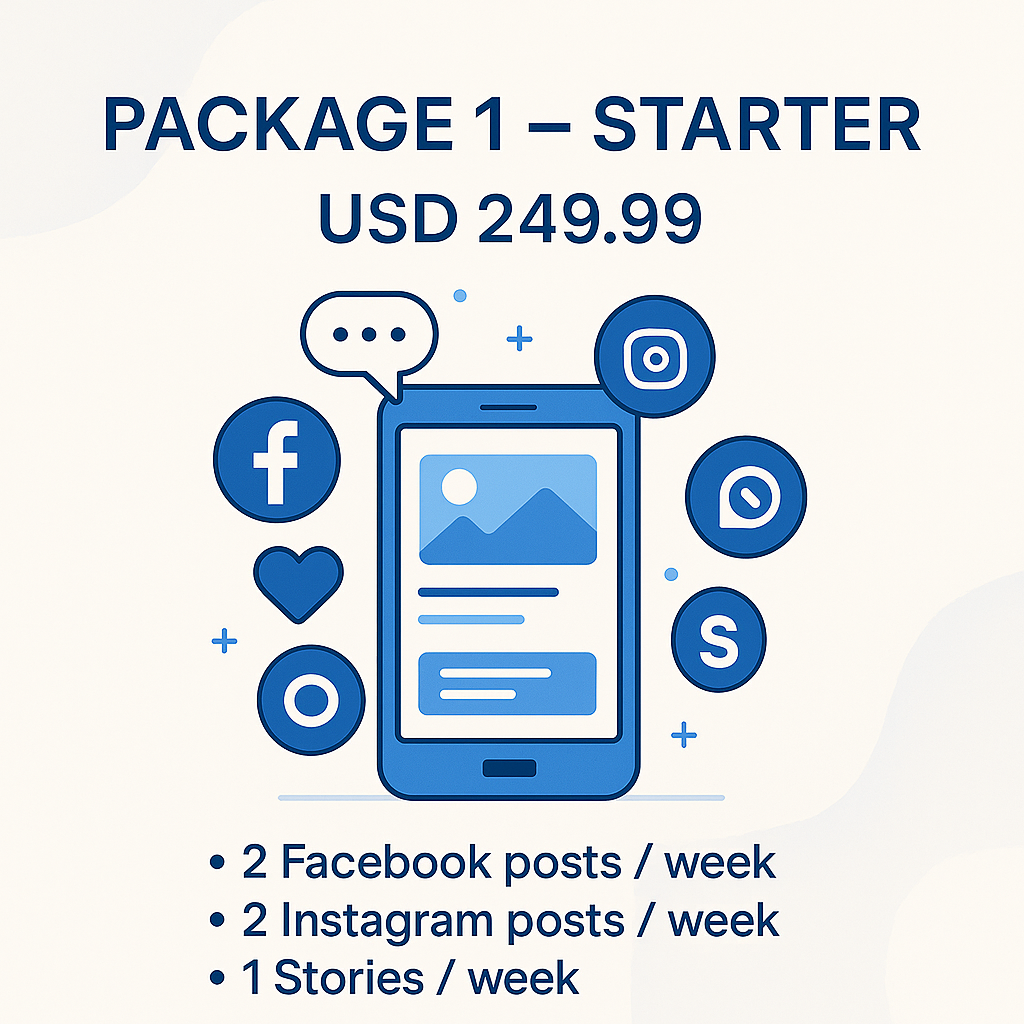 PACKAGE 1 – STARTER
USD 249.99
f
S
• 2 Facebook posts / week
• 2 Instagram posts / week
• 1 Stories / week